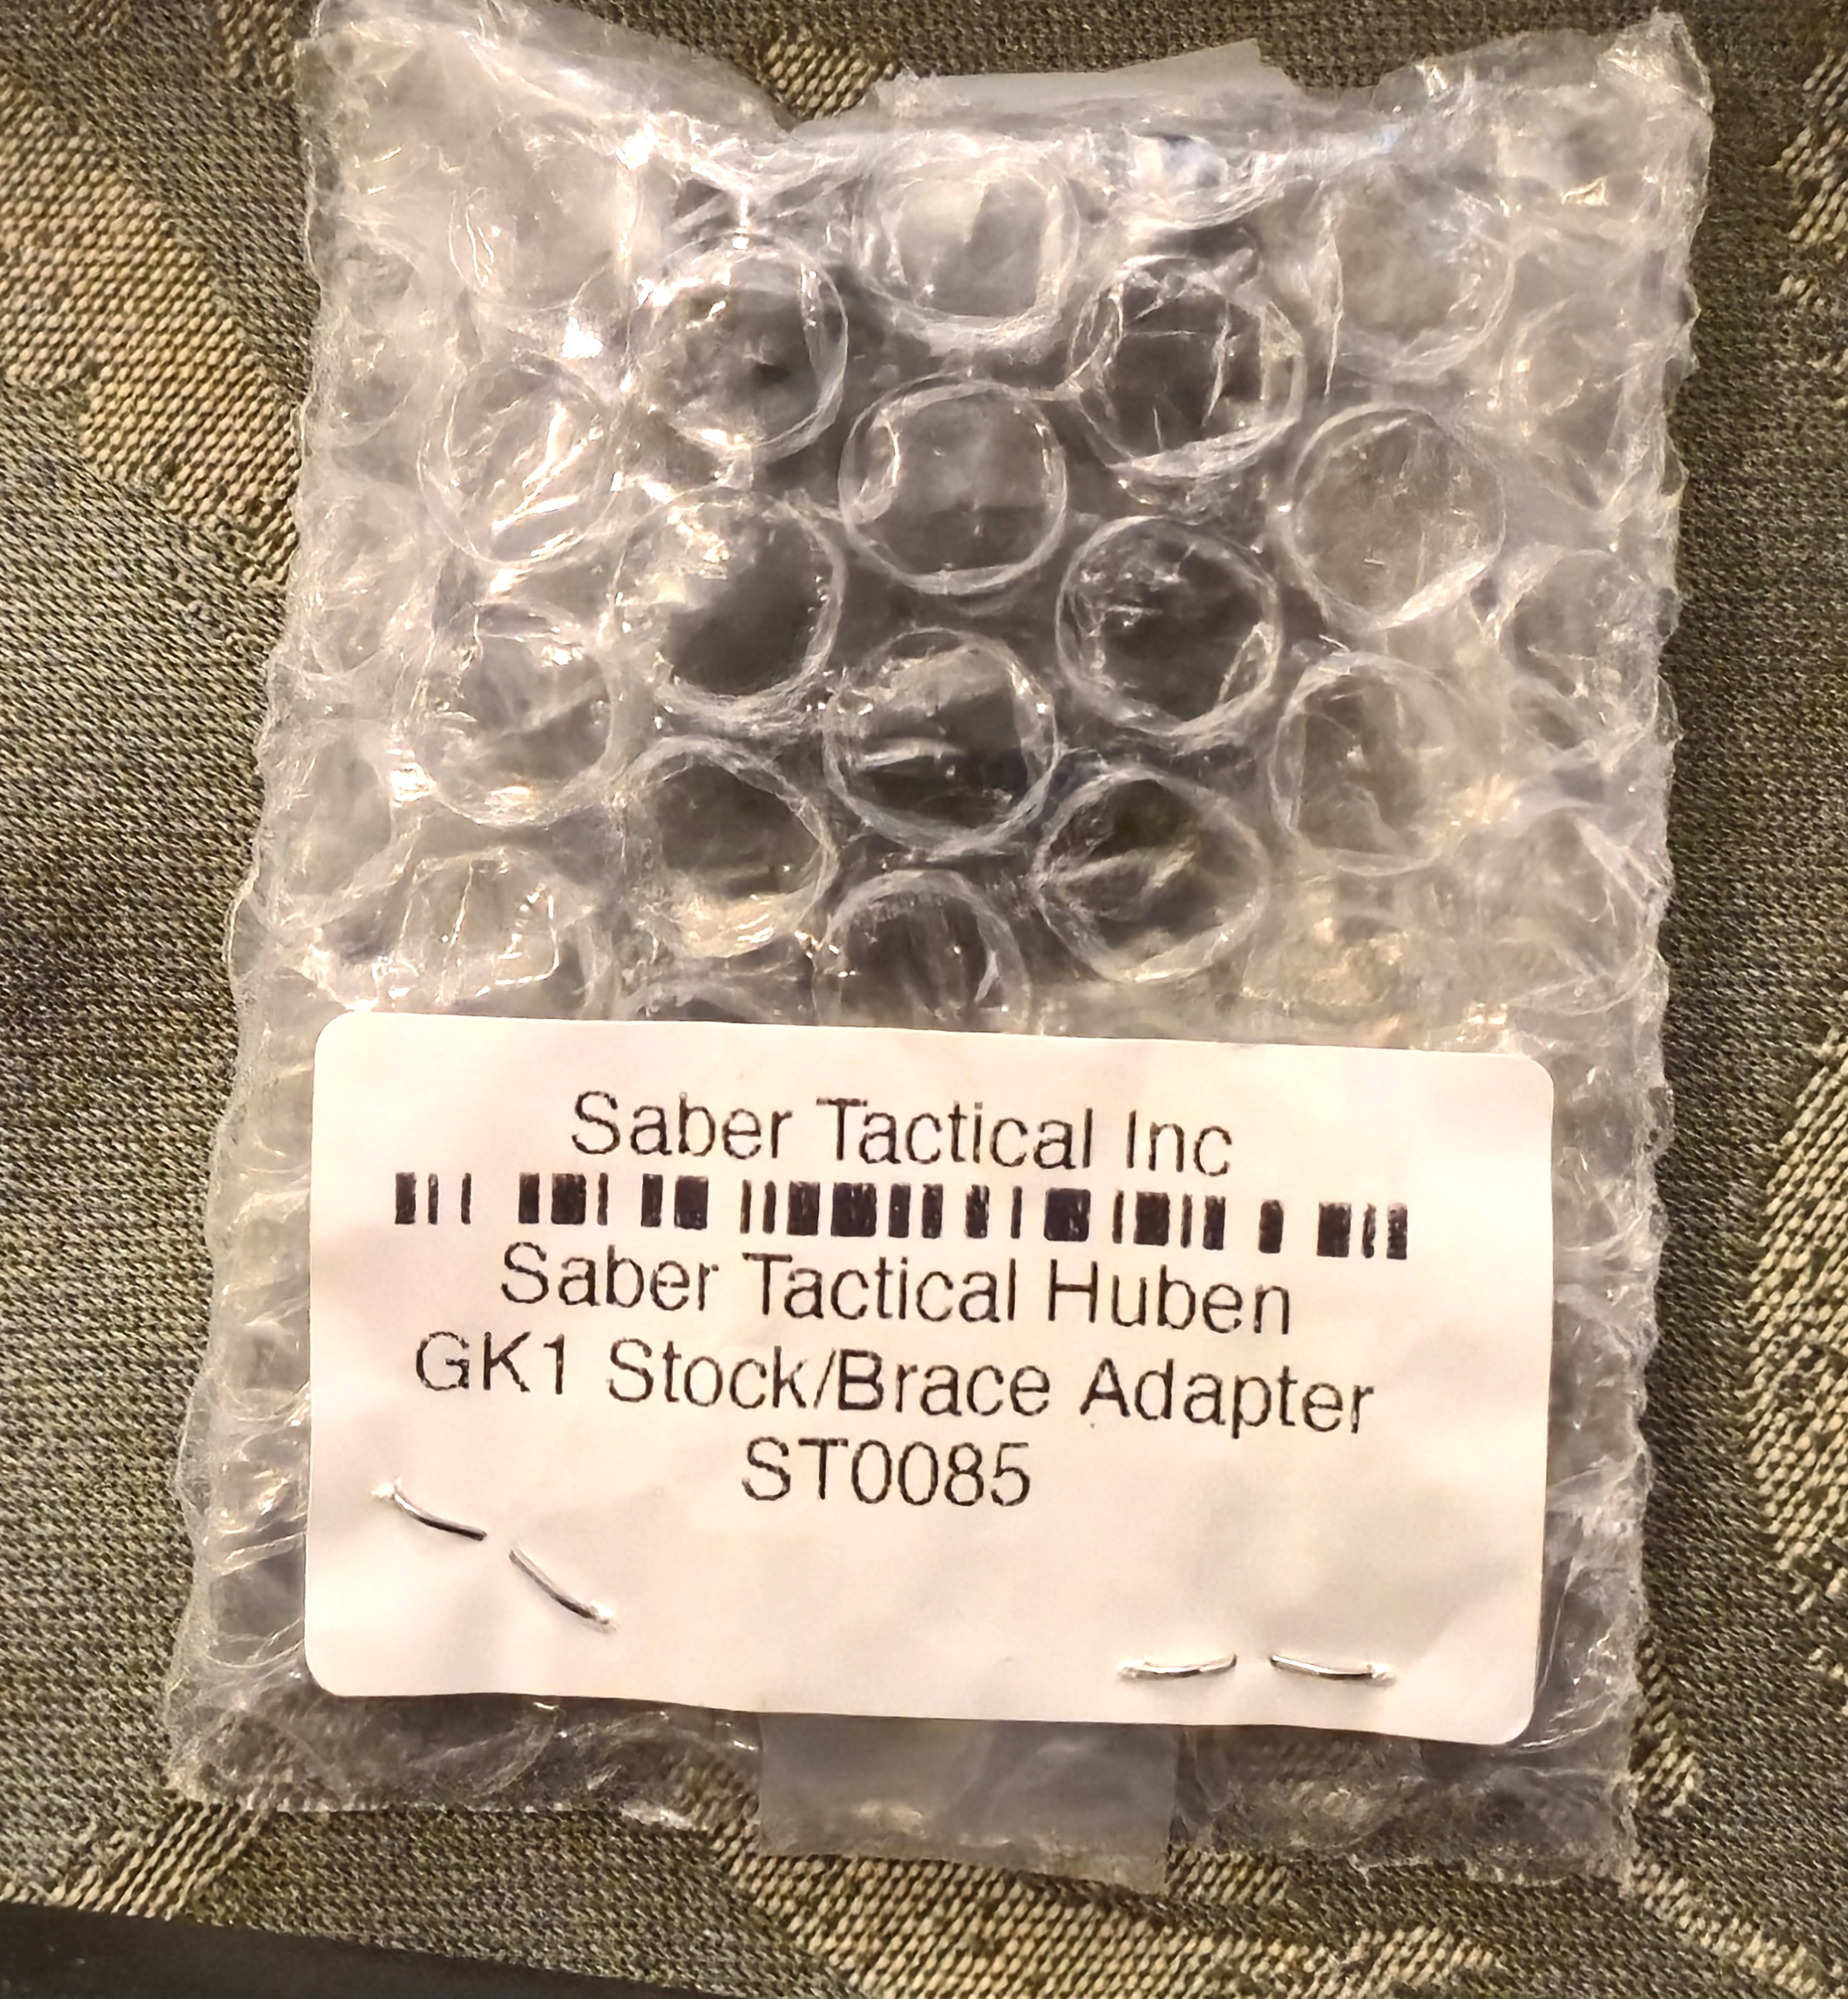 Saber Tactical Inc
Saber Tactical Huben
GK1 Stock/Brace Adapter
ST0085